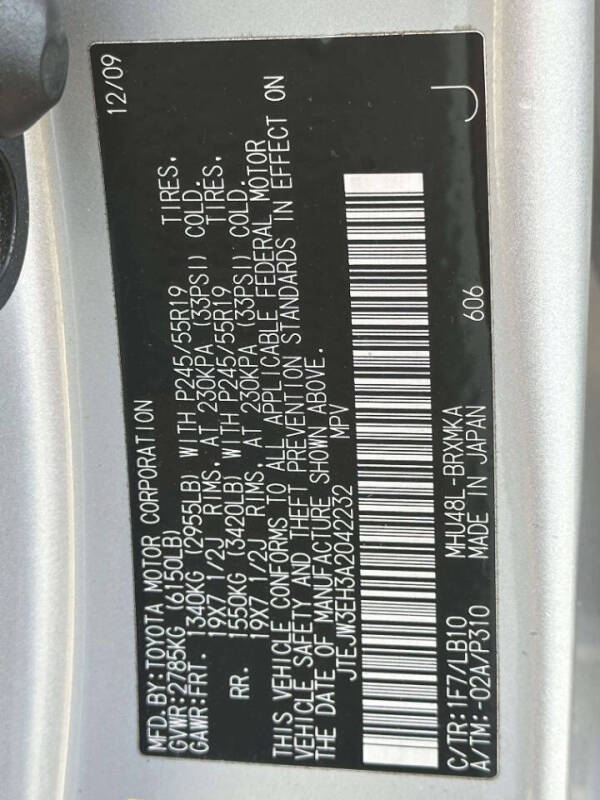 MFD.BY:TOYOTA MOTOR CORPORATION 12/09
GVWR:2785KG (6150LB)
GAWR:FRT. 1340KG (2955LB) WITH P245/55R19 TIRES.
19X7 1/2J RIMS, AT 230KPA (33PSI) COLD.
RR. 1550KG (3420LB) WITH P245/55R19 TIRES.
19X7 1/2J RIMS, AT 230KPA (33PSI) COLD.
THIS VEHICLE CONFORMS TO ALL APPLICABLE FEDERAL MOTOR
VEHICLE SAFETY AND THEFT PREVENTION STANDARDS IN EFFECT ON
THE DATE OF MANUFACTURE SHOWN ABOVE.
JTEJW3EH3A2042232 MPV
C/TR:1F7/LB10 MHU48L-BRXMKA 606
A/TM:-02A/P310 MADE IN JAPAN
J